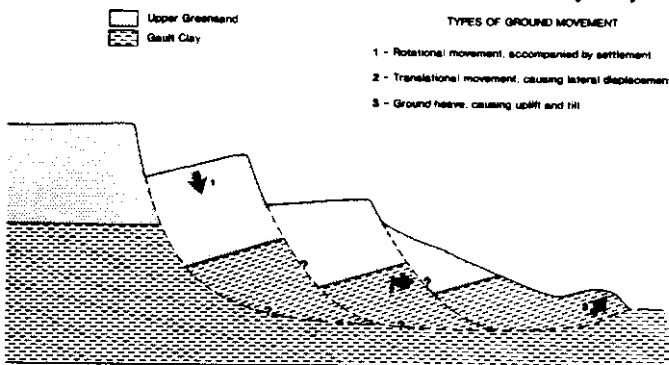 Upper Greensand
Gault Clay
TYPES OF GROUND MOVEMENT
1 - Rotational movement, accompanied by settlement
2 - Translational movement, causing lateral displacement
3 - Ground heave, causing uplift and tilt
1
?
2
?
?
3